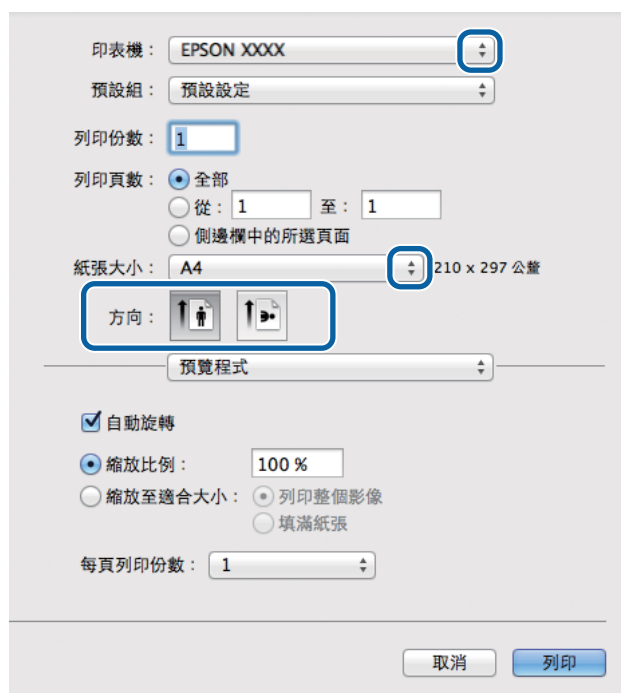 印表機： EPSON XXXX
預設組： 預設設定
列印份數： 1
列印頁數： 全部
從： 1 至： 1
側邊欄中的所選頁面
紙張大小： A4 210 x 297 公釐
方向：
預覽程式
自動旋轉
縮放比例： 100 %
縮放至適合大小： 列印整個影像
填滿紙張
每頁列印份數： 1
取消 列印